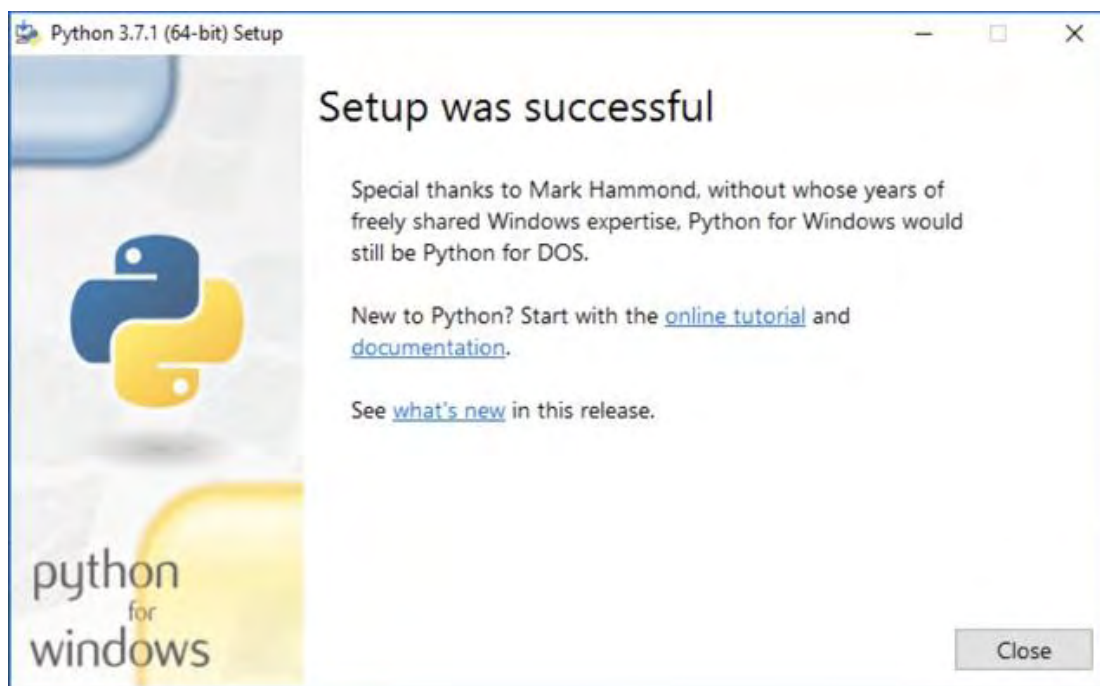 Python 3.7.1 (64-bit) Setup
Setup was successful
Special thanks to Mark Hammond, without whose years of
freely shared Windows expertise, Python for Windows would
still be Python for DOS.
New to Python? Start with the online tutorial and
documentation.
See what's new in this release.
python
for
windows
Close